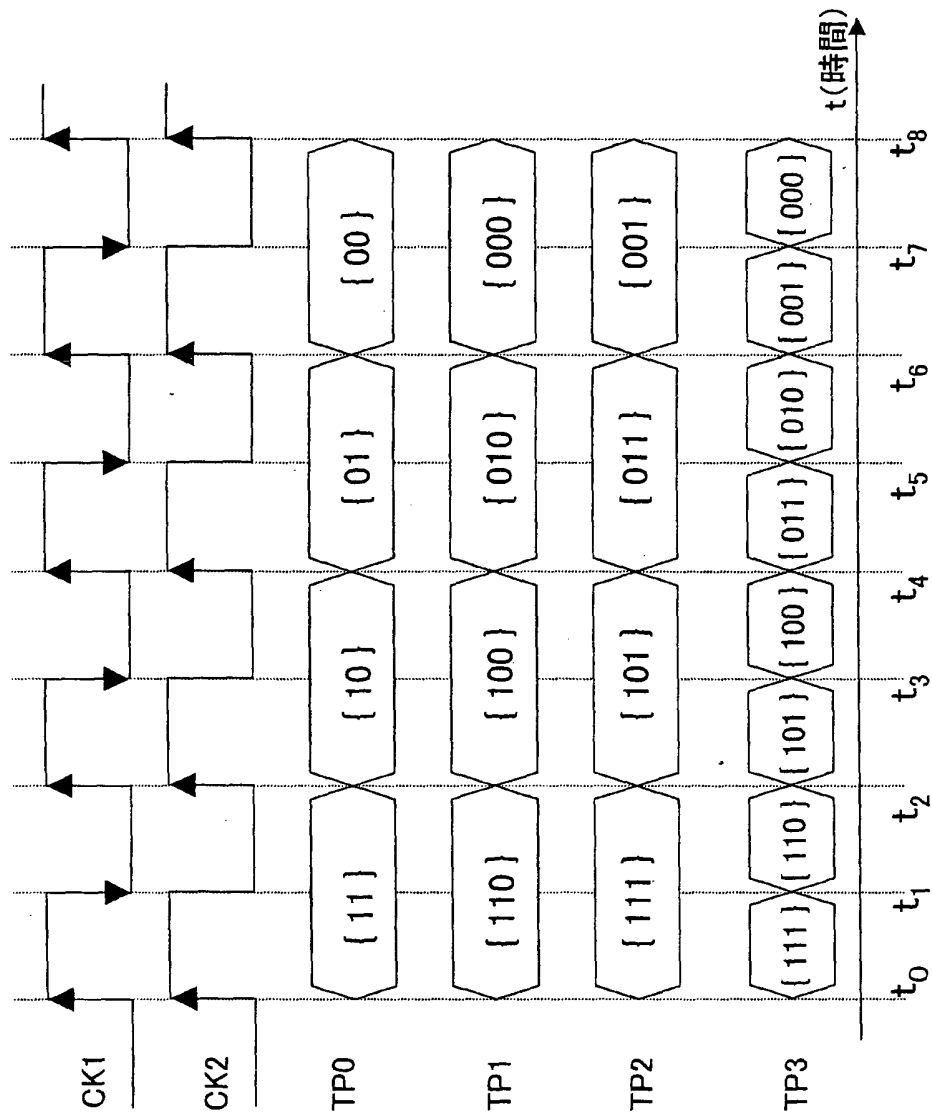 CK1
CK2
TP0 {11} {10} {01} {00}
TP1 {110} {100} {010} {000}
TP2 {111} {101} {011} {001}
TP3 {111} {110} {101} {100} {011} {010} {001} {000}
t0 t1 t2 t3 t4 t5 t6 t7 t8
t(時間)